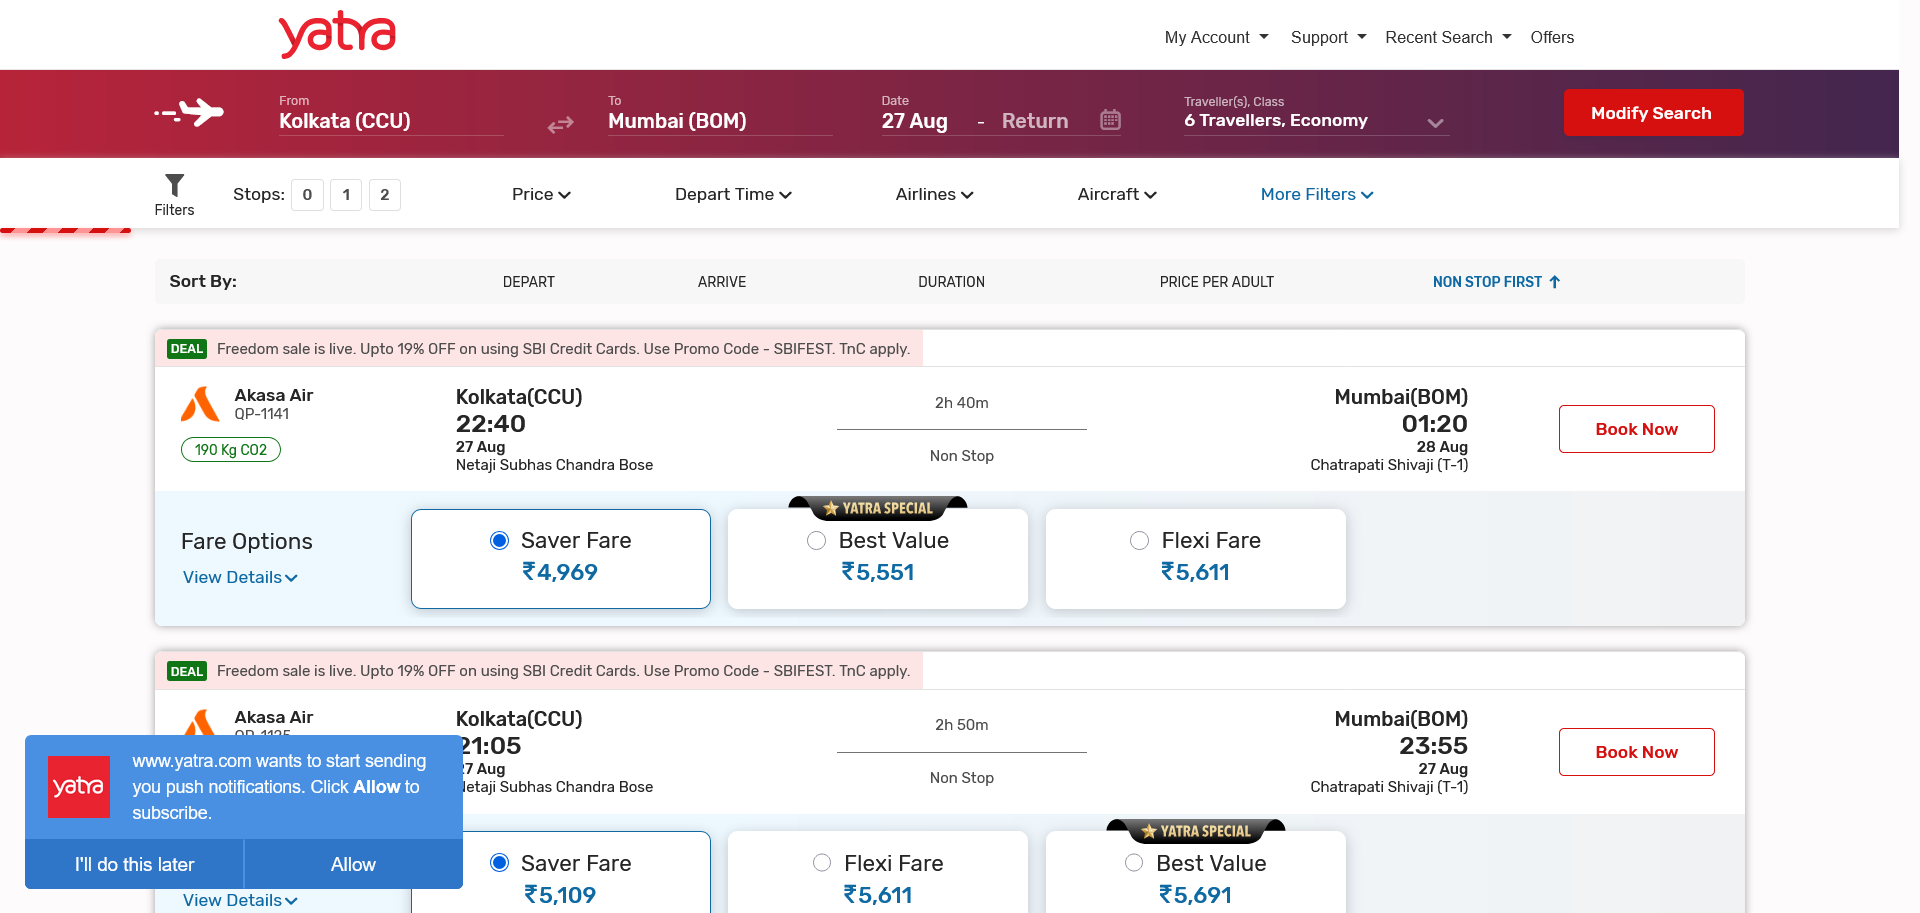 yatra
My Account
Support
Recent Search
Offers
From
Kolkata (CCU)
To
Mumbai (BOM)
Date
27 Aug
-
Return
Traveller(s), Class
6 Travellers, Economy
Modify Search
Filters
Stops: 0 1 2
Price
Depart Time
Airlines
Aircraft
More Filters
Sort By:
DEPART
ARRIVE
DURATION
PRICE PER ADULT
NON STOP FIRST
DEAL Freedom sale is live. Upto 19% OFF on using SBI Credit Cards. Use Promo Code - SBIFEST. TnC apply.
Akasa Air
QP-1141
190 Kg CO2
Kolkata(CCU)
22:40
27 Aug
Netaji Subhas Chandra Bose
2h 40m
Non Stop
Mumbai(BOM)
01:20
28 Aug
Chatrapati Shivaji (T-1)
Book Now
Fare Options
View Details
Saver Fare
₹4,969
YATRA SPECIAL
Best Value
₹5,551
Flexi Fare
₹5,611
DEAL Freedom sale is live. Upto 19% OFF on using SBI Credit Cards. Use Promo Code - SBIFEST. TnC apply.
Akasa Air
Kolkata(CCU)
21:05
27 Aug
Netaji Subhas Chandra Bose
2h 50m
Non Stop
Mumbai(BOM)
23:55
27 Aug
Chatrapati Shivaji (T-1)
Book Now
View Details
Saver Fare
₹5,109
Flexi Fare
₹5,611
YATRA SPECIAL
Best Value
₹5,691
yatra
www.yatra.com wants to start sending
you push notifications. Click Allow to
subscribe.
I'll do this later
Allow